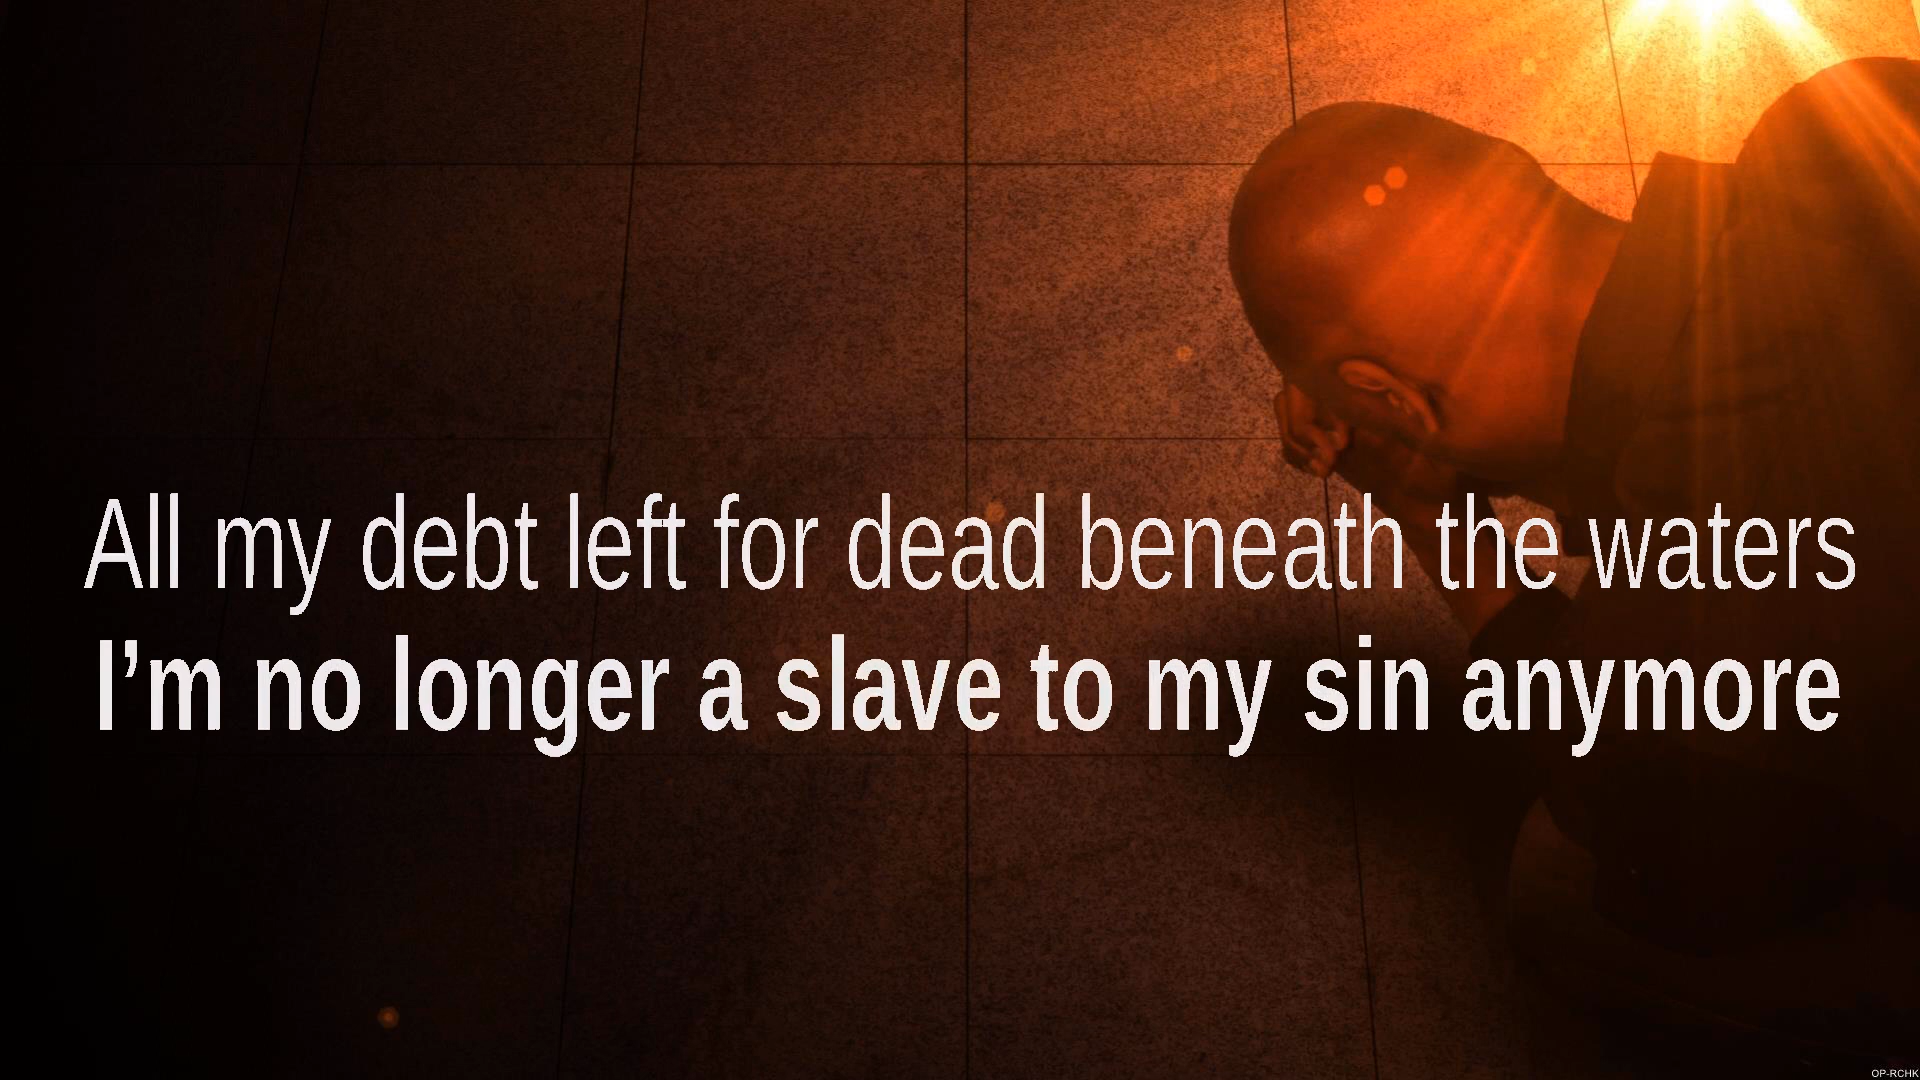 All my debt left for dead beneath the waters
I’m no longer a slave to my sin anymore
OP-RCHK